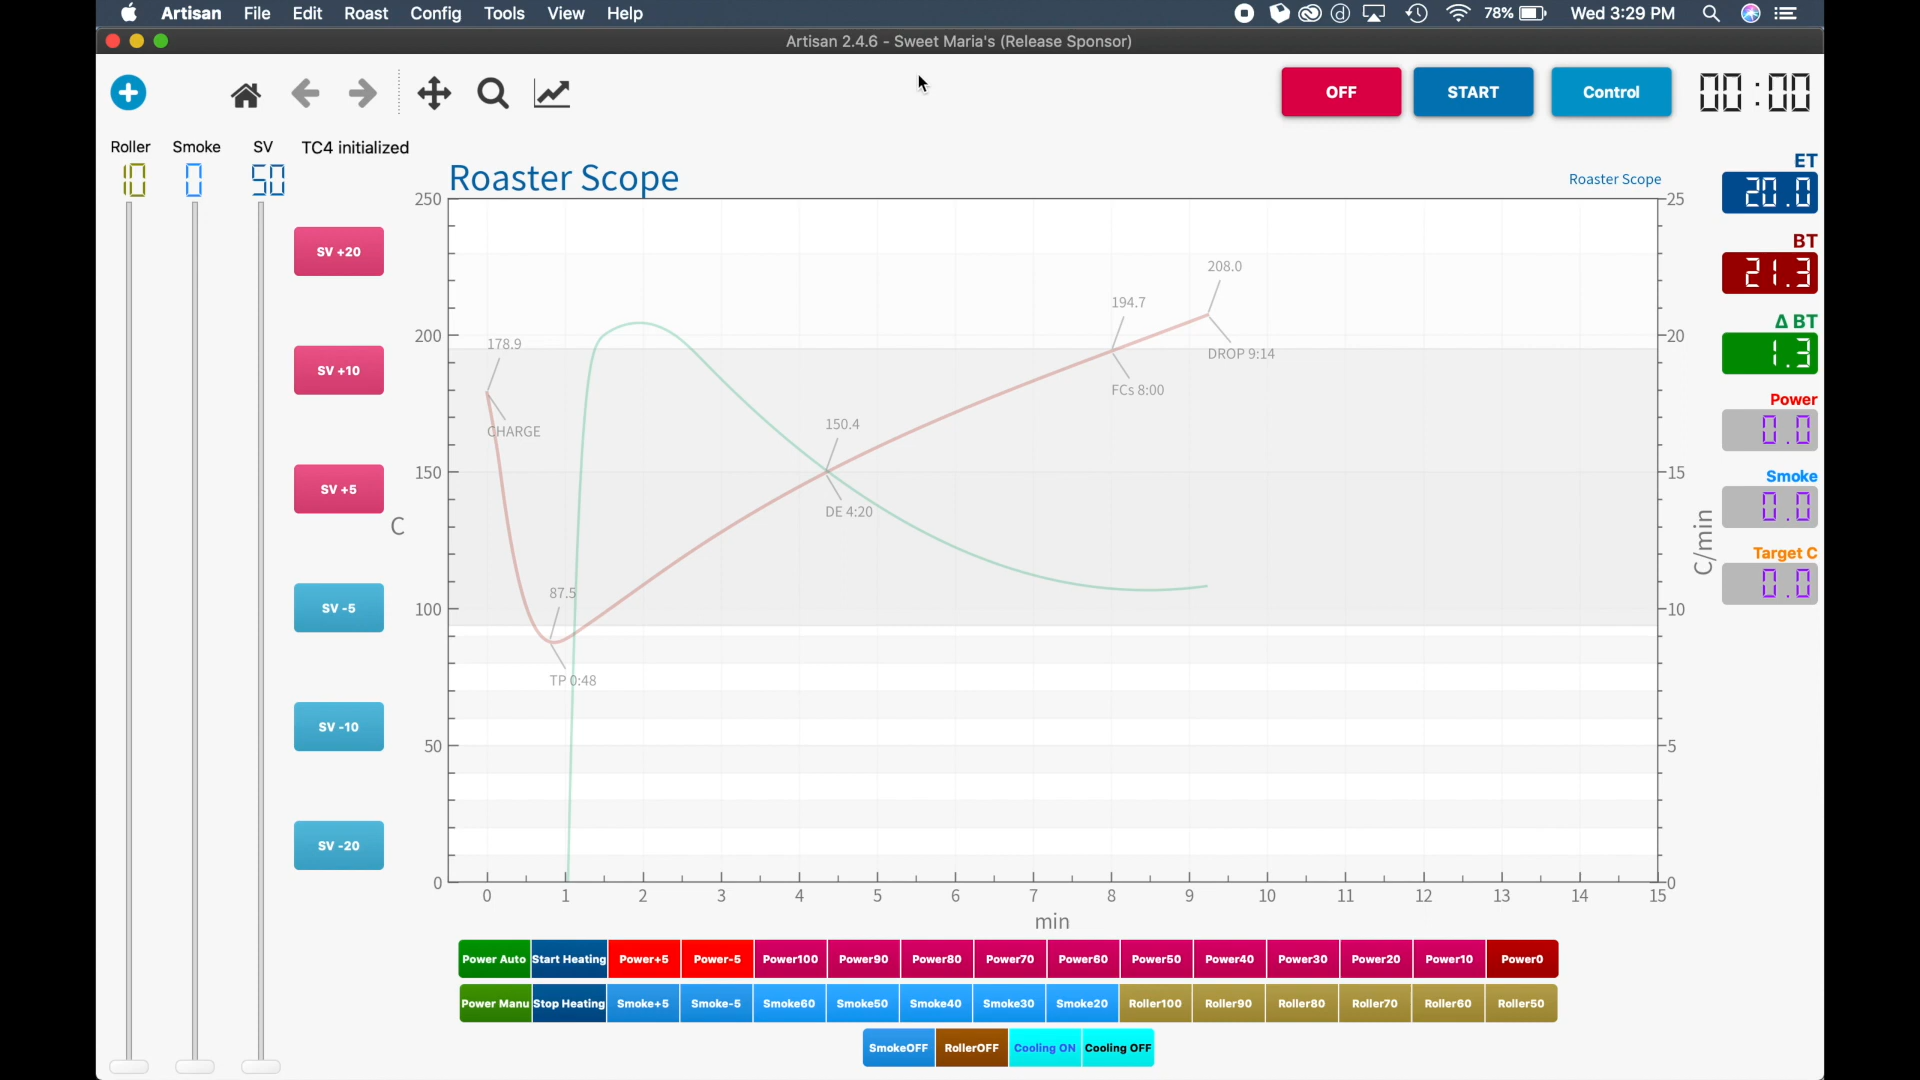 Artisan File Edit Roast Config Tools View Help 78% Wed 3:29 PM
Artisan 2.4.6 - Sweet Maria's (Release Sponsor)
OFF START Control 00:00
Roller Smoke SV TC4 initialized
10 0 50
Roaster Scope
Roaster Scope
ET
20.0
BT
21.3
Δ BT
1.3
Power
0.0
Smoke
0.0
Target C
0.0
SV +20
SV +10
SV +5
SV -5
SV -10
SV -20
C
250
200
150
100
50
0
25
20
15
10
5
0
C/min
178.9
CHARGE
87.5
TP 0:48
150.4
DE 4:20
194.7
FCs 8:00
208.0
DROP 9:14
0 1 2 3 4 5 6 7 8 9 10 11 12 13 14 15
min
Power Auto Start Heating Power+5 Power-5 Power100 Power90 Power80 Power70 Power60 Power50 Power40 Power30 Power20 Power10 Power0
Power Manu Stop Heating Smoke+5 Smoke-5 Smoke60 Smoke50 Smoke40 Smoke30 Smoke20 Roller100 Roller90 Roller80 Roller70 Roller60 Roller50
SmokeOFF RollerOFF Cooling ON Cooling OFF